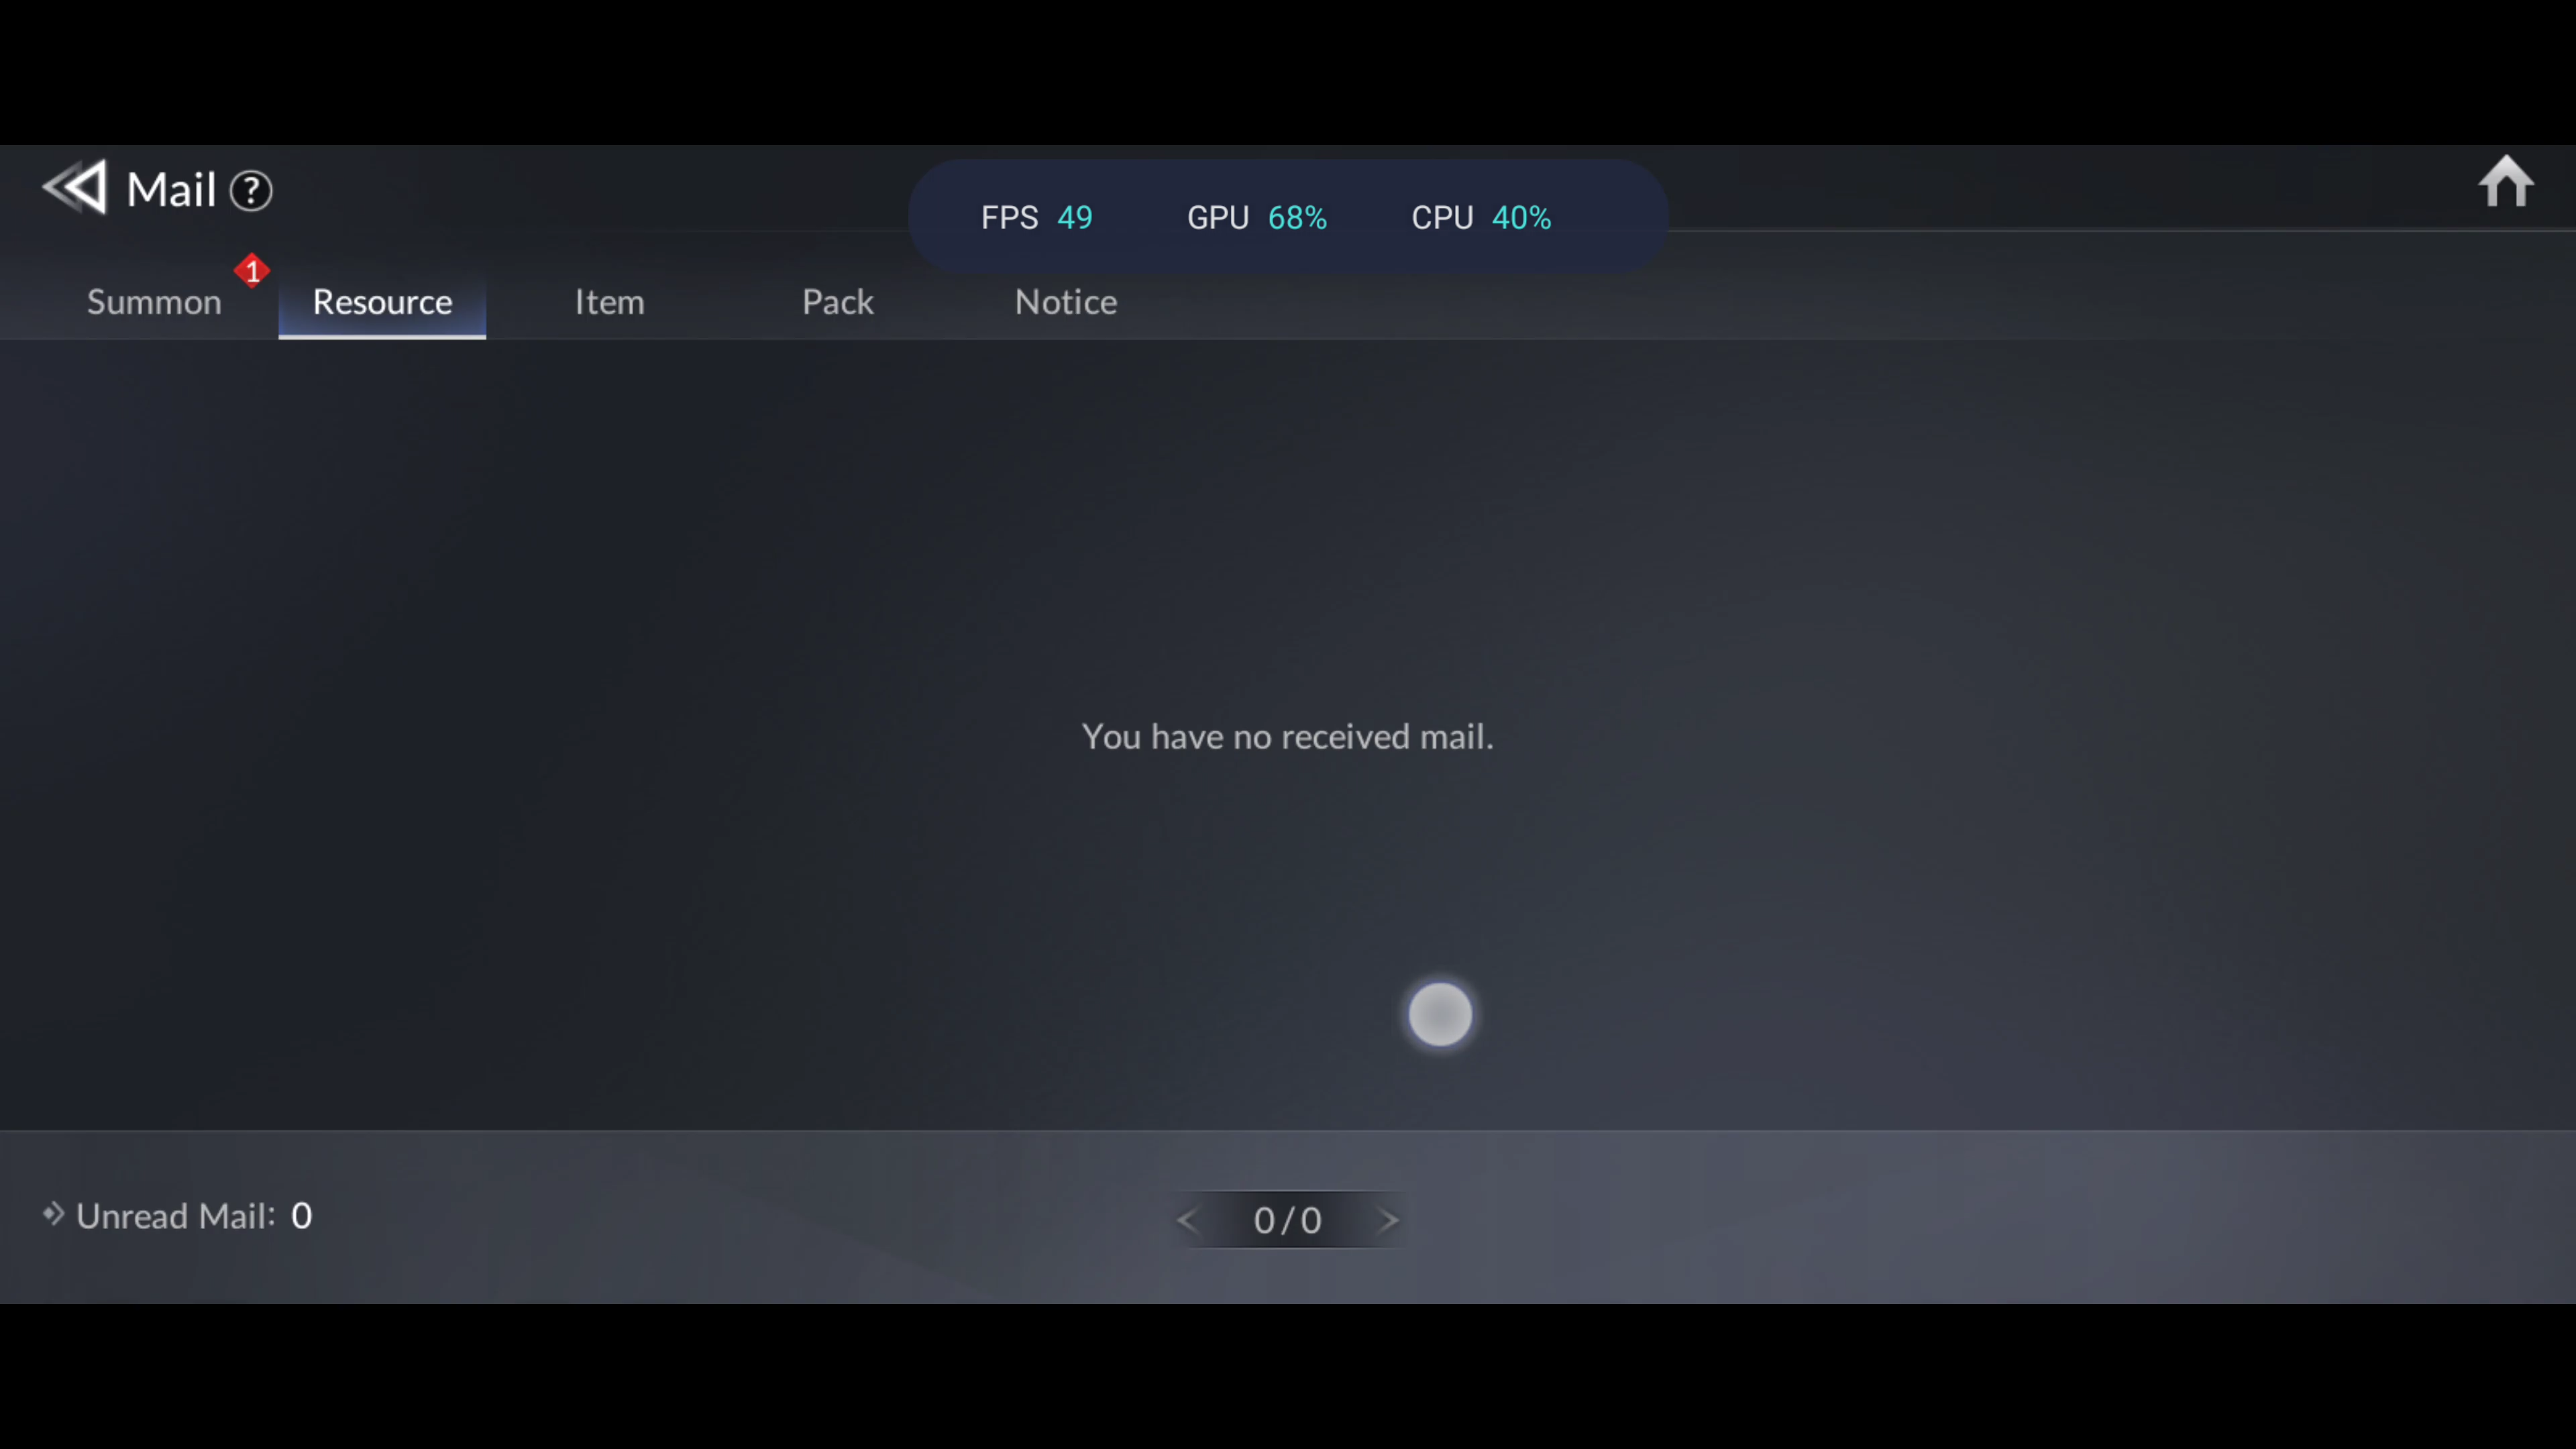 Mail ?
FPS 49 GPU 68% CPU 40%
1
Summon Resource Item Pack Notice
You have no received mail.
Unread Mail: 0
< 0/0 >